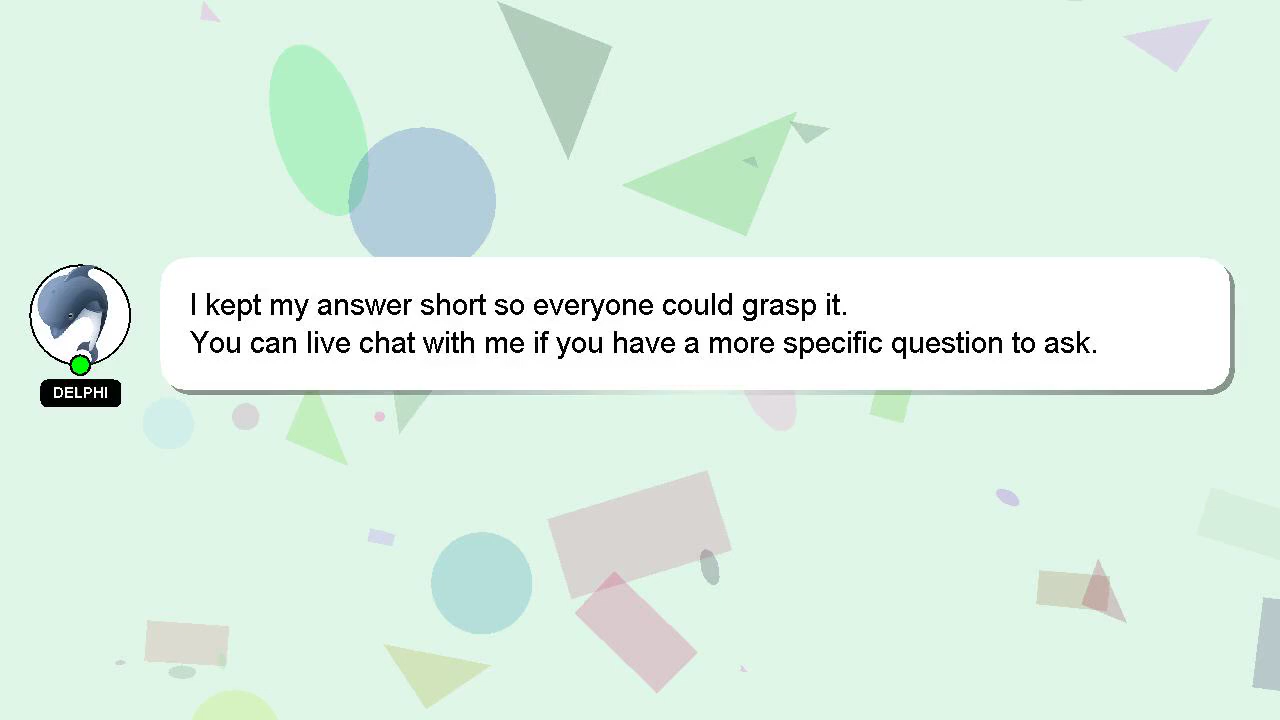 I kept my answer short so everyone could grasp it.
You can live chat with me if you have a more specific question to ask.
DELPHI